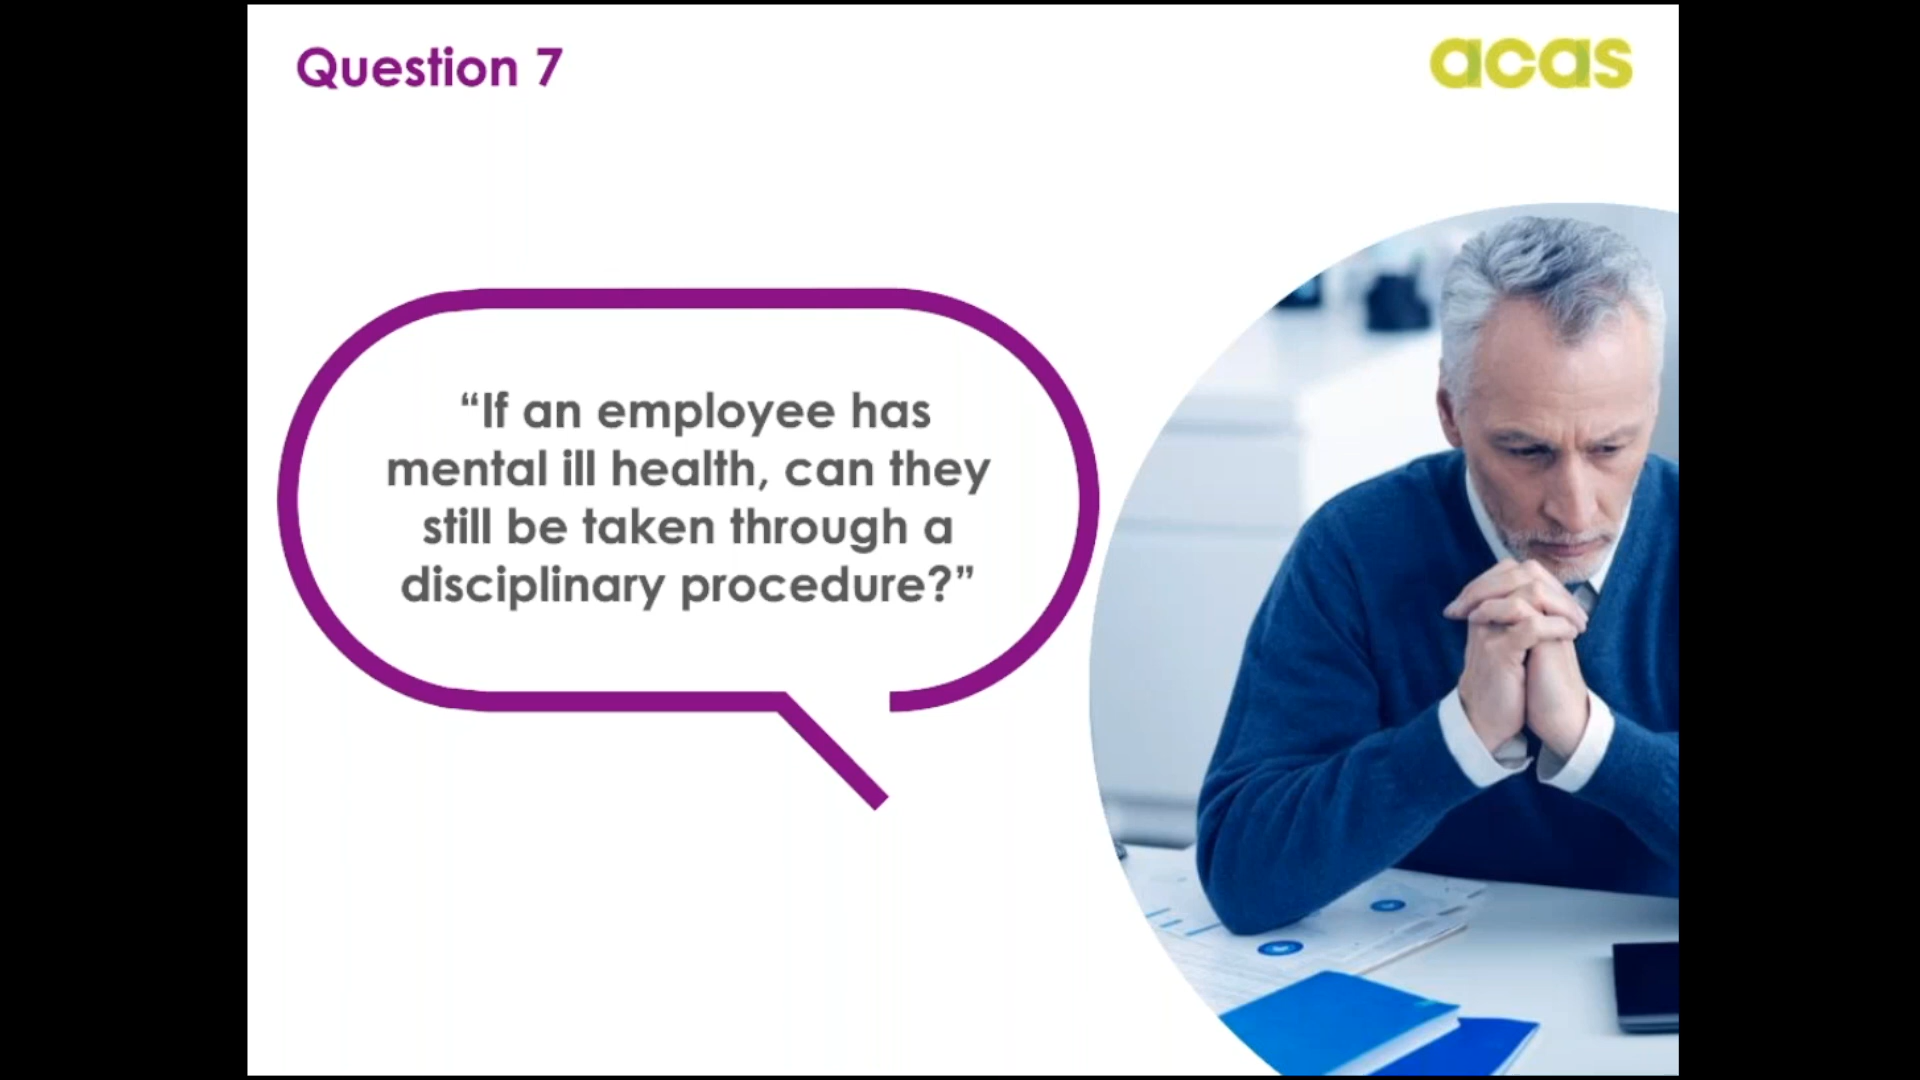 Question 7
acas
“If an employee has
mental ill health, can they
still be taken through a
disciplinary procedure?”